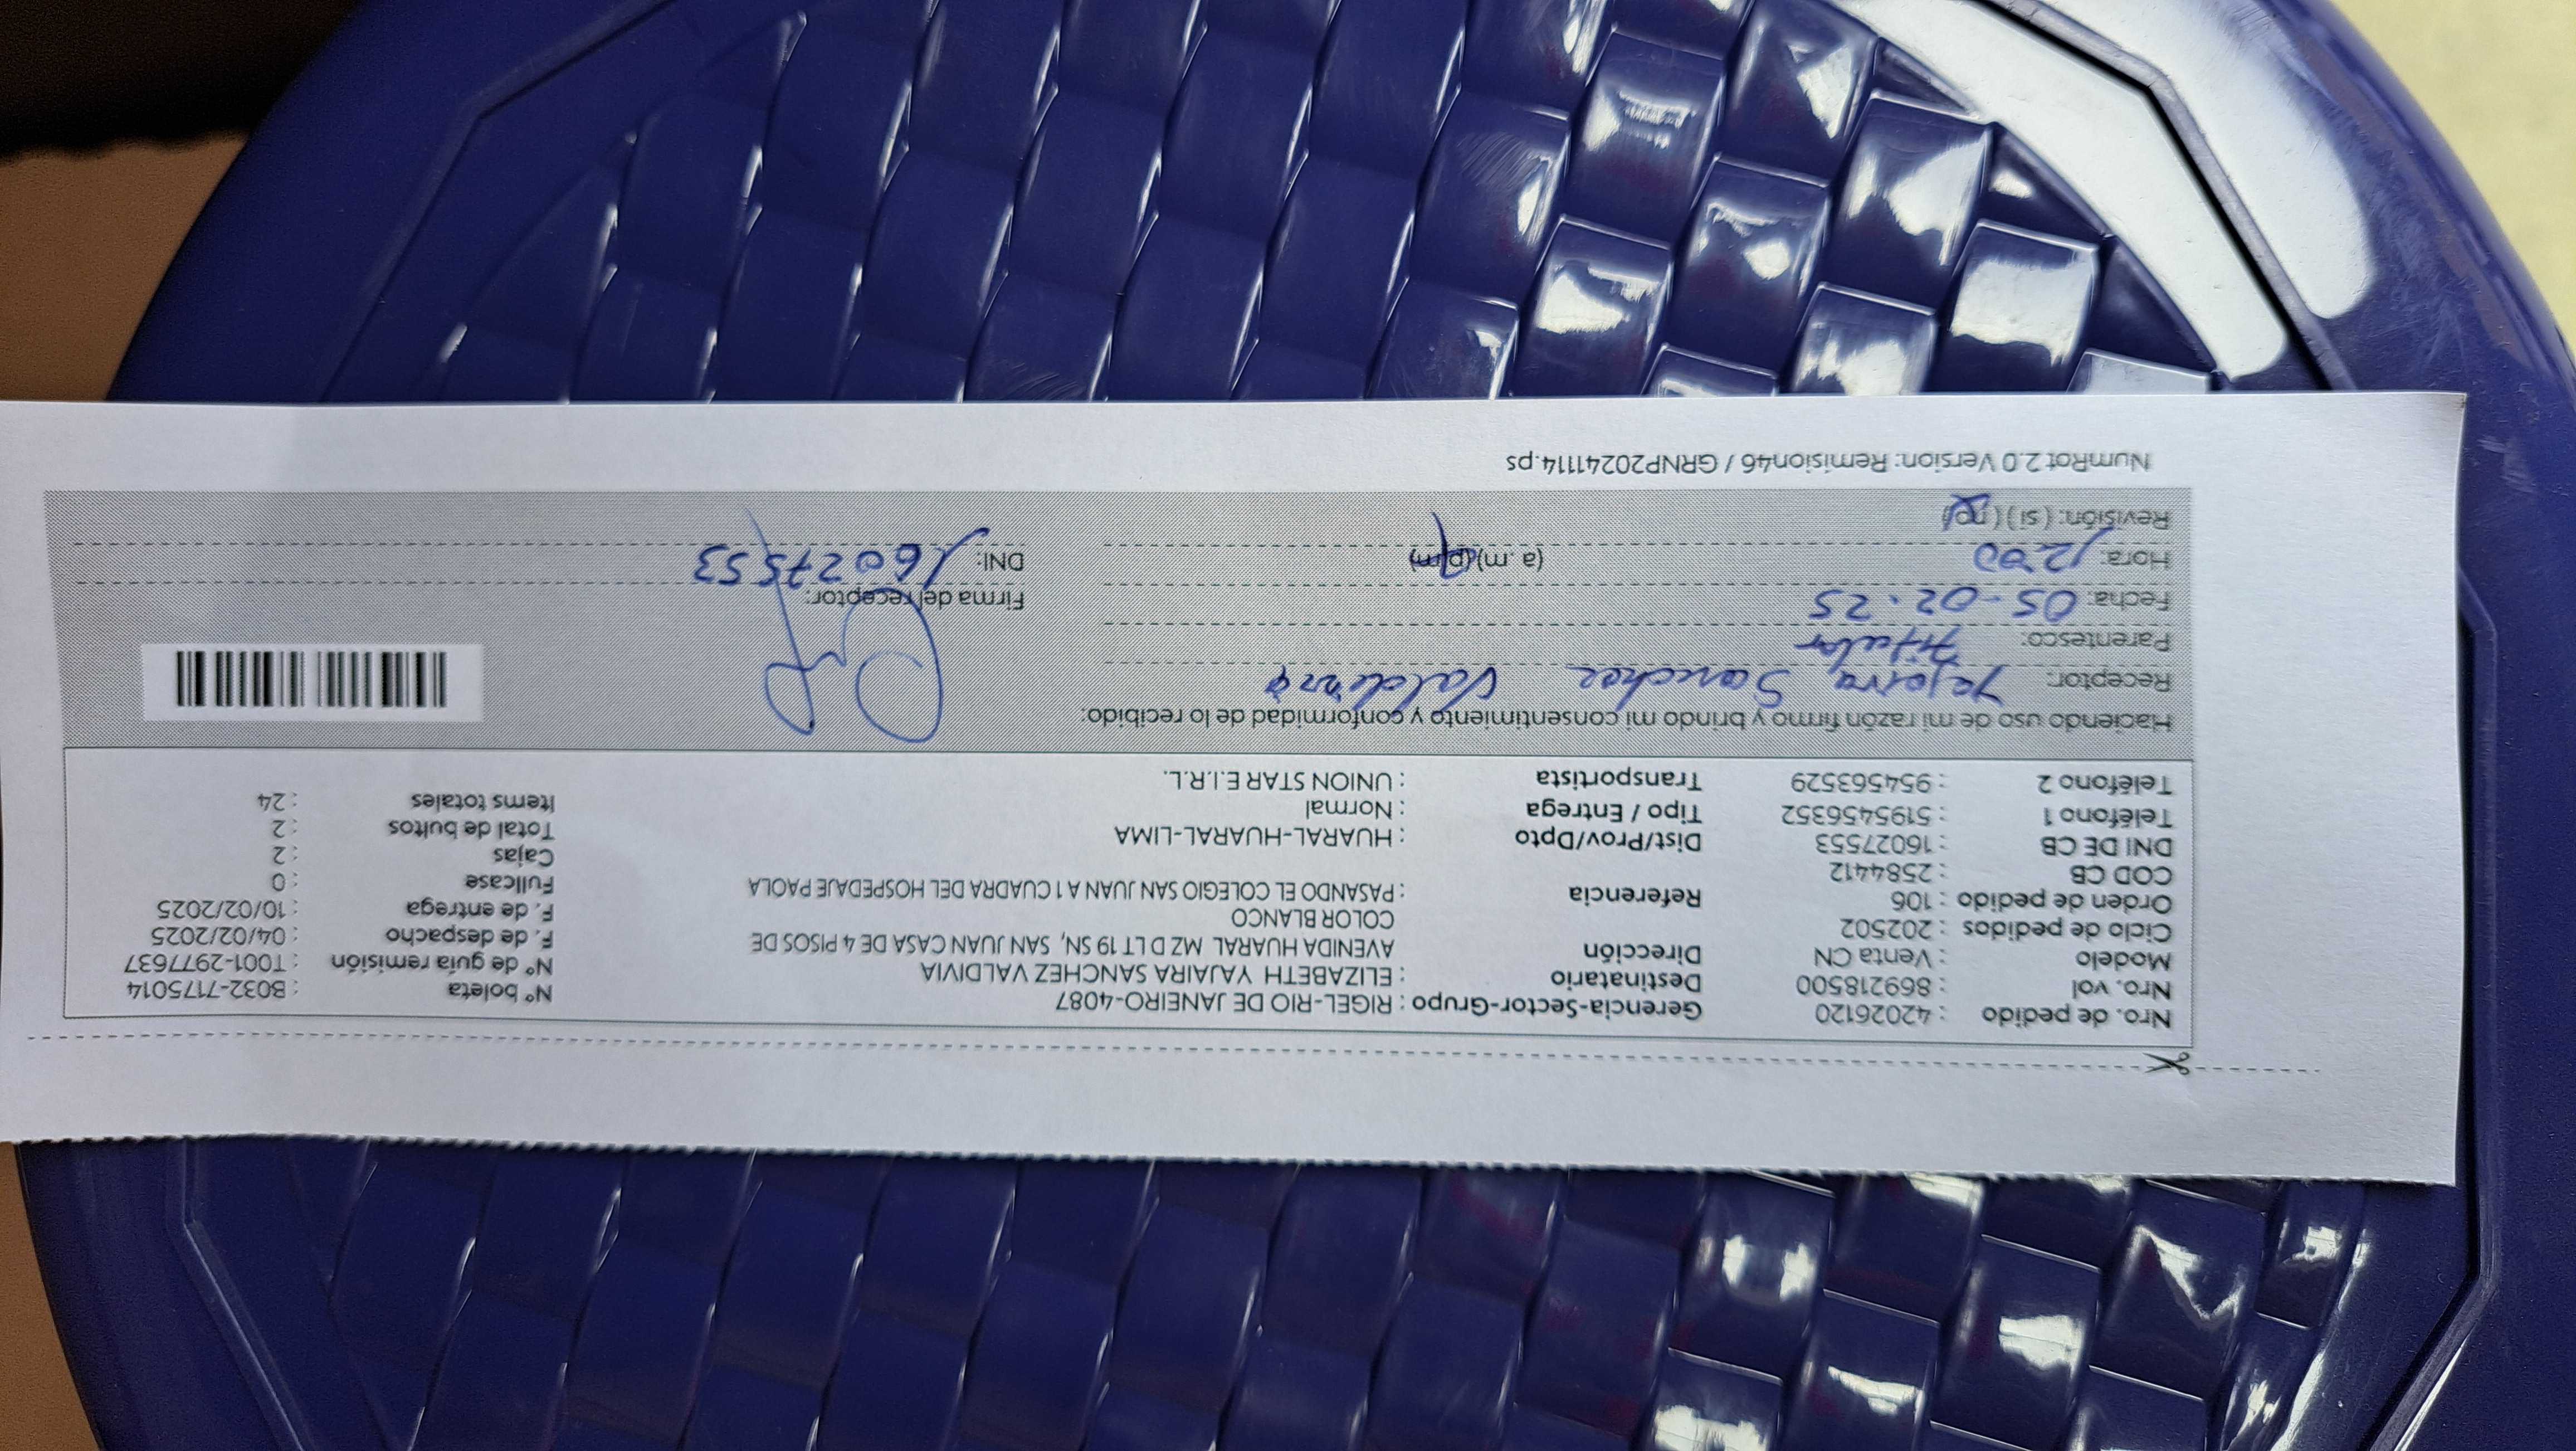 Nro. de pedido : 42026120 Gerencia-Sector-Grupo : RIGEL-RIO DE JANEIRO-4087 N° boleta : B032-7175014
Nro. vol : 869218500 Destinatario : ELIZABETH YAJAIRA SANCHEZ VALDIVIA N° de guia remisión : T001-2977637
Modelo : Venta CN Dirección AVENIDA HUARAL MZ D LT 19 SN, SAN JUAN CASA DE 4 PISOS DE F. de despacho : 04/02/2025
Ciclo de pedidos : 202502 COLOR BLANCO F. de entrega : 10/02/2025
Orden de pedido : 106 Referencia : PASANDO EL COLEGIO SAN JUAN A 1 CUADRA DEL HOSPEDAJE PAOLA Fullcase : 0
COD CB : 2584412 Cajas : 2
DNI DE CB : 16027553 Dist/Prov/Dpto : HUARAL-HUARAL-LIMA Total de bultos : 2
Teléfono 1 : 5195456352 Tipo / Entrega : Normal Items totales : 24
Teléfono 2 : 954563529 Transportista : UNION STAR E.I.R.L.
Haciendo uso de mi razón firmo y brindo mi consentimiento y conformidad de lo recibido:
Receptor: Yajaira Sanchez
Parentesco: Titular
Fecha: 05-02-25 Firma del receptor:
Hora: 12:00 (a.m) (p.m) DNI: 16027553
Revisión: (si) (no)
NumRot 2.0 Version: Remision46 / GRNP20241114.ps